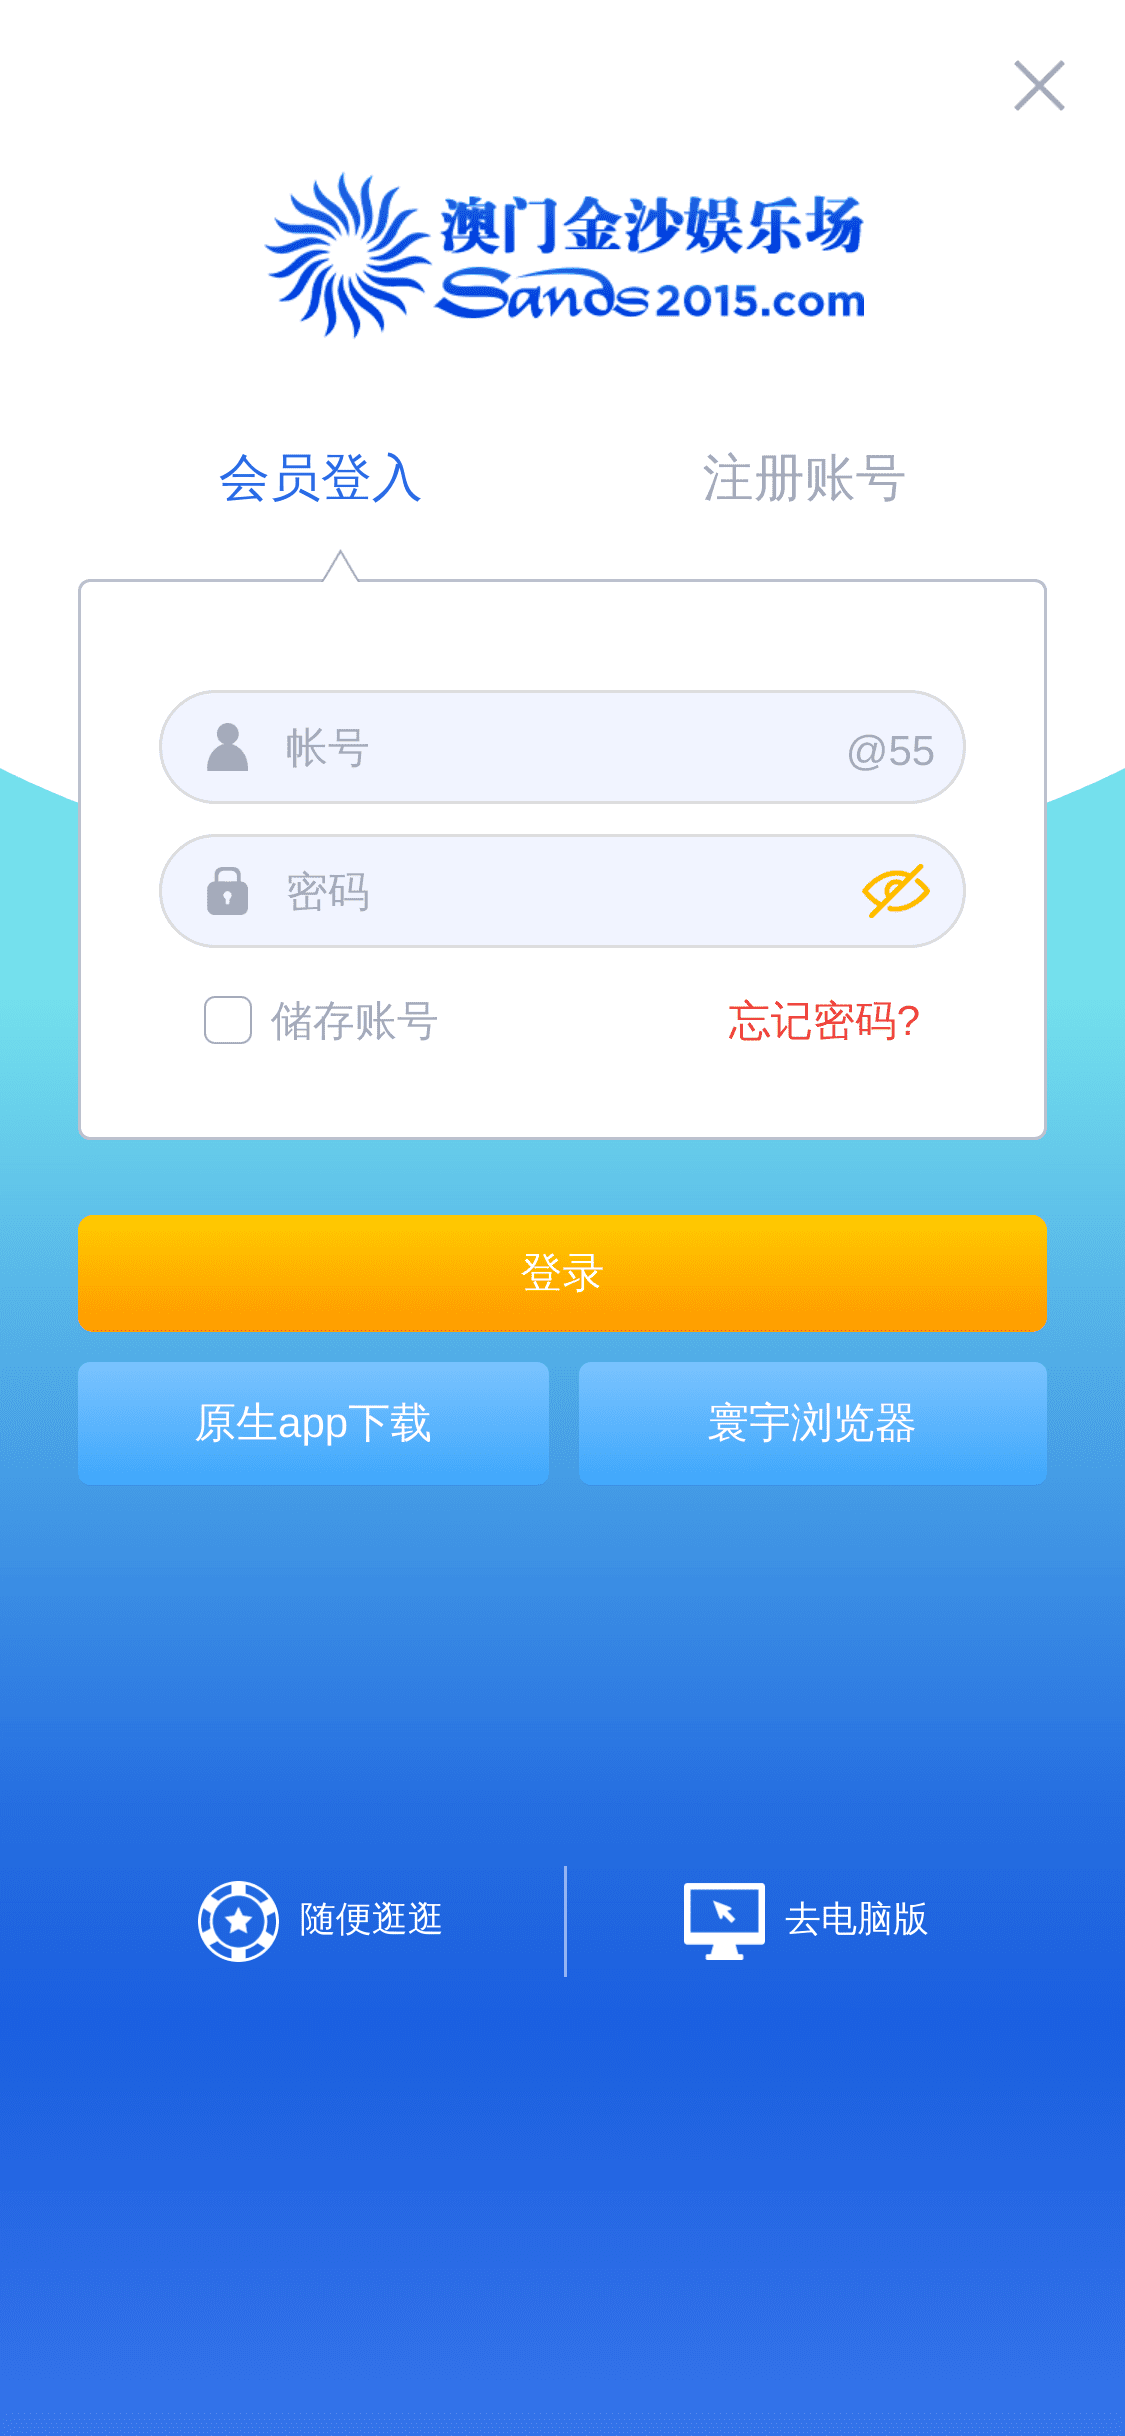 澳门金沙娱乐场
Sands2015.com
会员登入
注册账号
帐号
@55
密码
储存账号
忘记密码?
登录
原生app下载
寰宇浏览器
随便逛逛
去电脑版